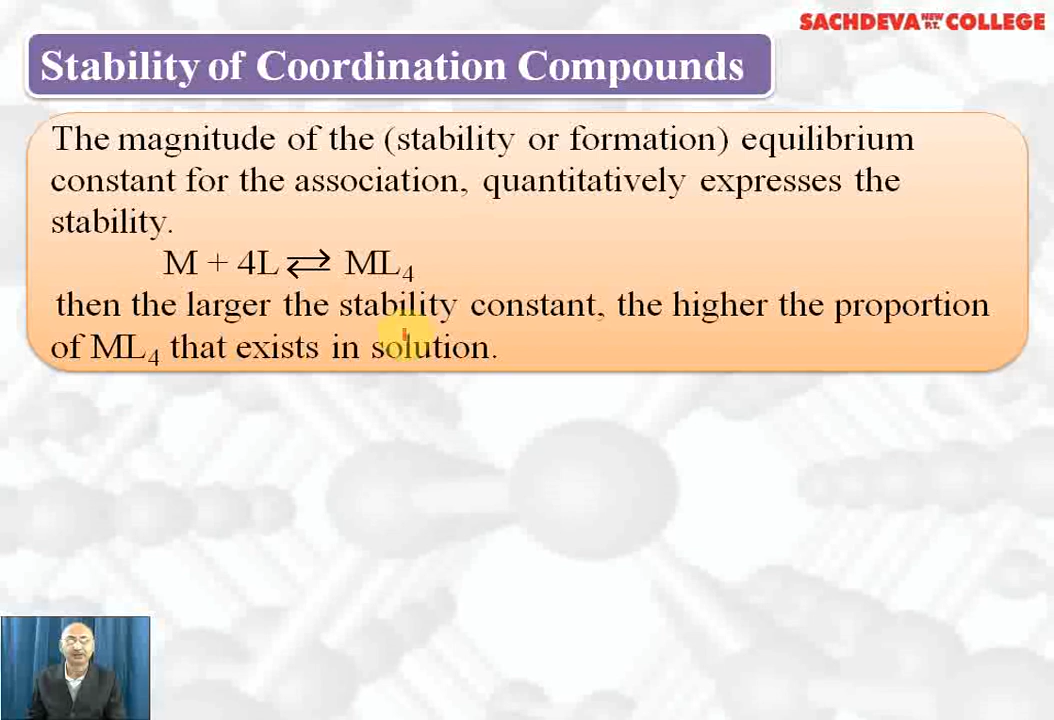 SACHDEVA NEW P.T. COLLEGE
Stability of Coordination Compounds
The magnitude of the (stability or formation) equilibrium
constant for the association, quantitatively expresses the
stability.
M + 4L ⇄ ML₄
then the larger the stability constant, the higher the proportion
of ML₄ that exists in solution.